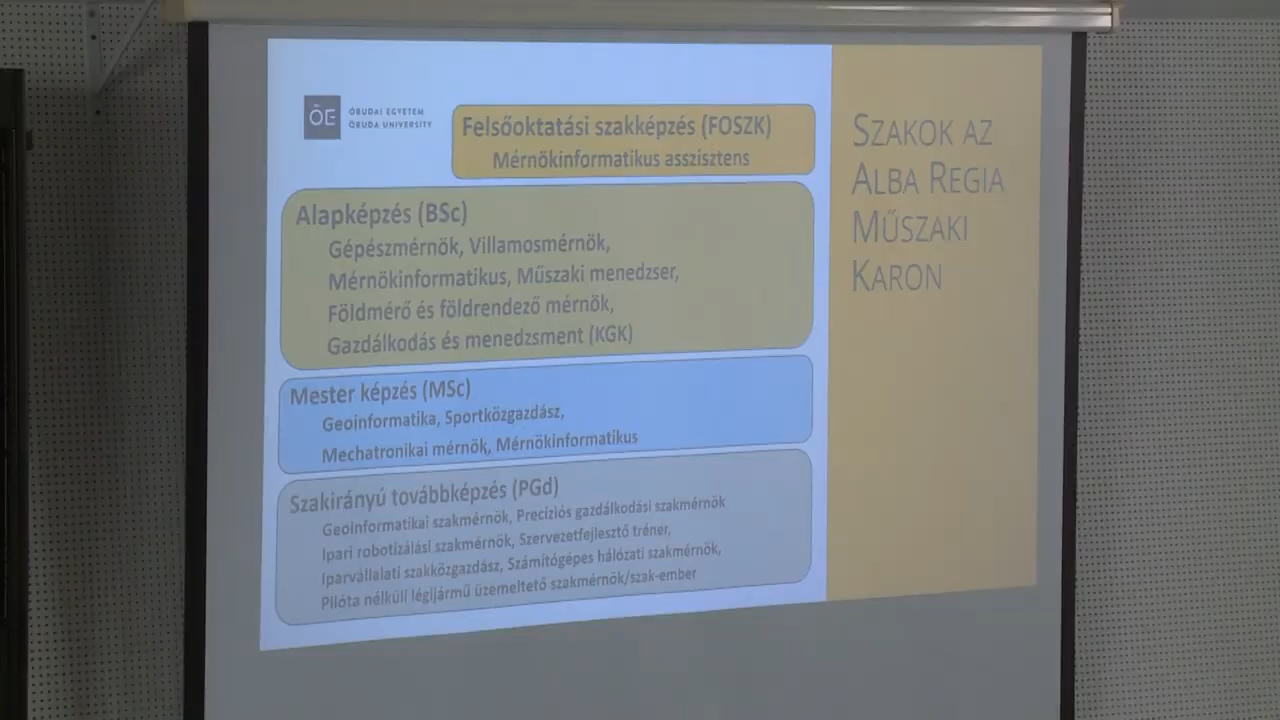 ÓBUDAI EGYETEM
ÓBUDA UNIVERSITY
ŌE
Felsőoktatási szakképzés (FOSZK)
Mérnökinformatikus asszisztens
Alapképzés (BSc)
Gépészmérnök, Villamosmérnök,
Mérnökinformatikus, Műszaki menedzser,
Földmérő és földrendező mérnök,
Gazdálkodás és menedzsment (KGK)
Mester képzés (MSc)
Geoinformatika, Sportközgazdász,
Mechatronikai mérnök, Mérnökinformatikus
Szakirányú továbbképzés (PGd)
Geoinformatikai szakmérnök, Precíziós gazdálkodási szakmérnök
Ipari robotizálási szakmérnök, Szervezetfejlesztő tréner,
Iparvállalati szakközgazdász, Számítógépes hálózati szakmérnök,
Pilóta nélküli légijármű üzemeltető szakmérnök/szak-ember
SZAKOK AZ
ALBA REGIA
MŰSZAKI
KARON